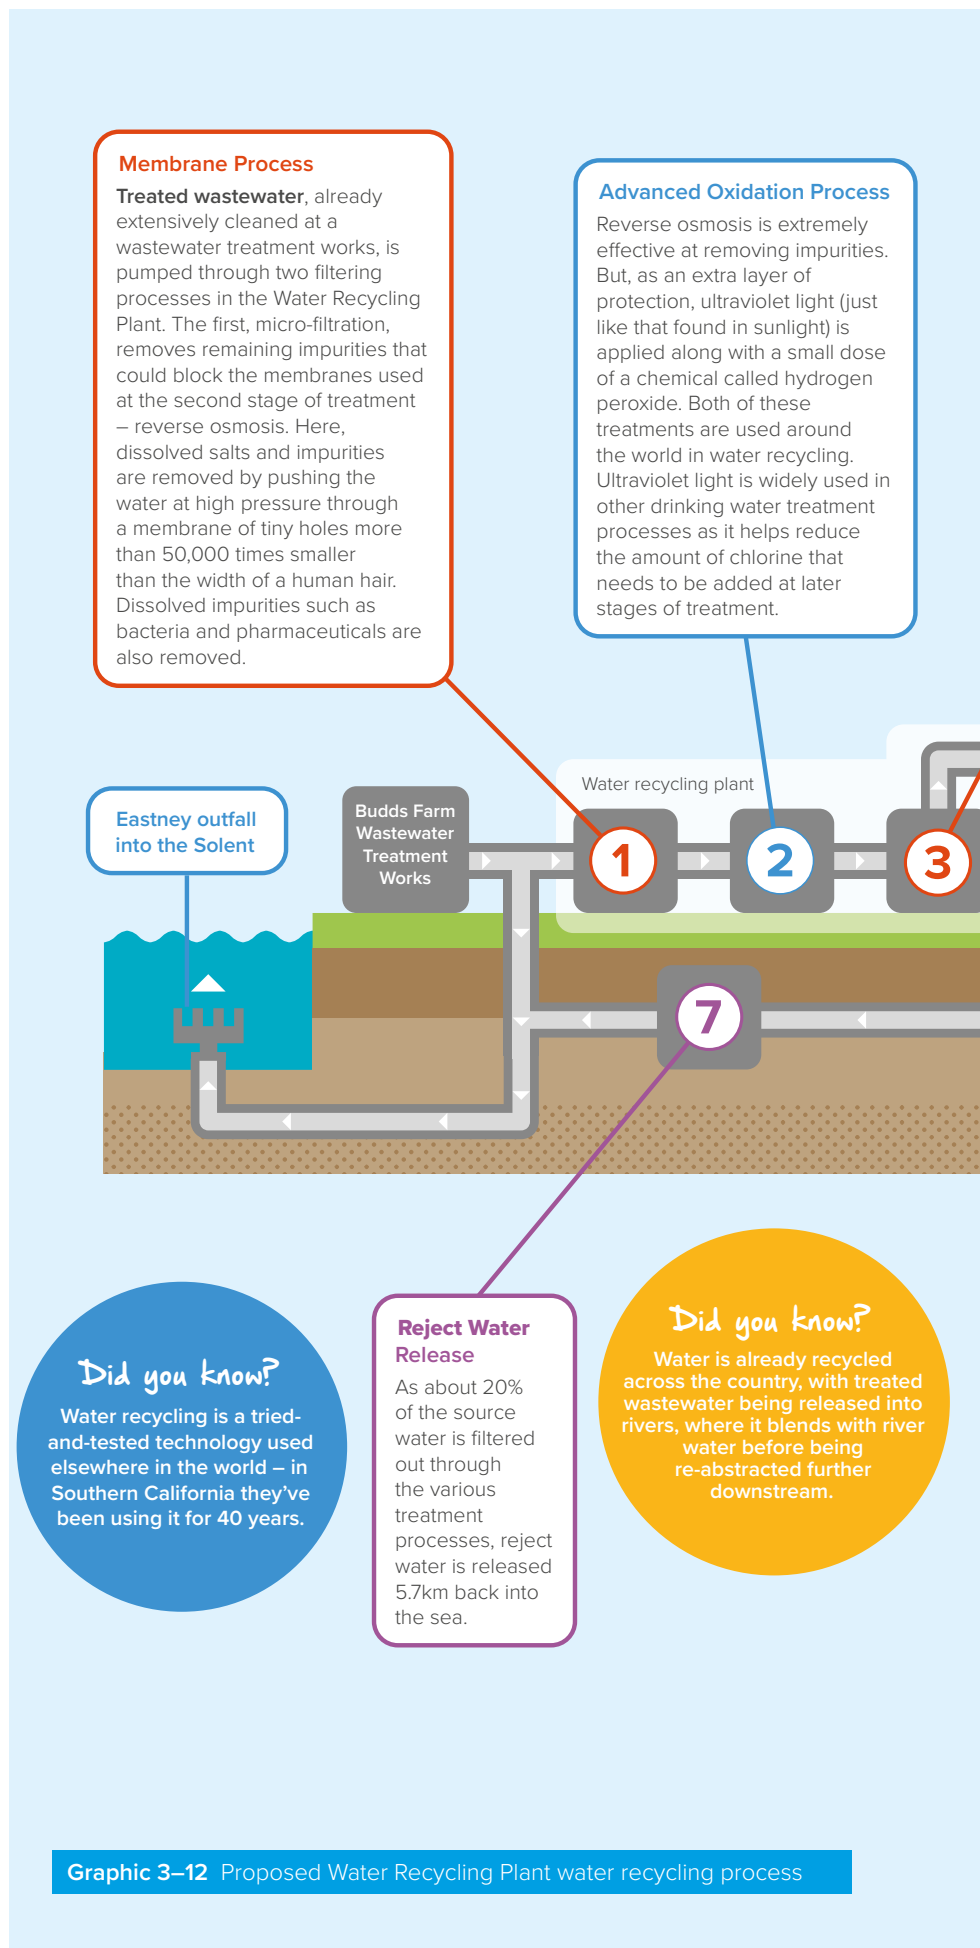 Membrane Process
Treated wastewater, already
extensively cleaned at a
wastewater treatment works, is
pumped through two filtering
processes in the Water Recycling
Plant. The first, micro-filtration,
removes remaining impurities that
could block the membranes used
at the second stage of treatment
– reverse osmosis. Here,
dissolved salts and impurities
are removed by pushing the
water at high pressure through
a membrane of tiny holes more
than 50,000 times smaller
than the width of a human hair.
Dissolved impurities such as
bacteria and pharmaceuticals are
also removed.
Advanced Oxidation Process
Reverse osmosis is extremely
effective at removing impurities.
But, as an extra layer of
protection, ultraviolet light (just
like that found in sunlight) is
applied along with a small dose
of a chemical called hydrogen
peroxide. Both of these
treatments are used around
the world in water recycling.
Ultraviolet light is widely used in
other drinking water treatment
processes as it helps reduce
the amount of chlorine that
needs to be added at later
stages of treatment.
Eastney outfall
into the Solent
Budds Farm
Wastewater
Treatment
Works
Water recycling plant
1
2
3
7
Did you know?
Water recycling is a tried-
and-tested technology used
elsewhere in the world – in
Southern California they’ve
been using it for 40 years.
Reject Water
Release
As about 20%
of the source
water is filtered
out through
the various
treatment
processes, reject
water is released
5.7km back into
the sea.
Did you know?
Water is already recycled
across the country, with treated
wastewater being released into
rivers, where it blends with river
water before being
re-abstracted further
downstream.
Graphic 3–12 Proposed Water Recycling Plant water recycling process